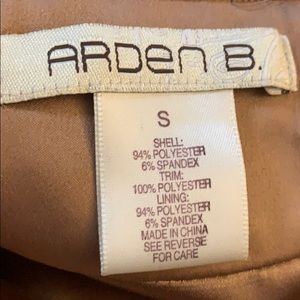 ARDEN B.
S
SHELL:
94% POLYESTER
6% SPANDEX
TRIM:
100% POLYESTER
LINING:
94% POLYESTER
6% SPANDEX
MADE IN CHINA
SEE REVERSE
FOR CARE